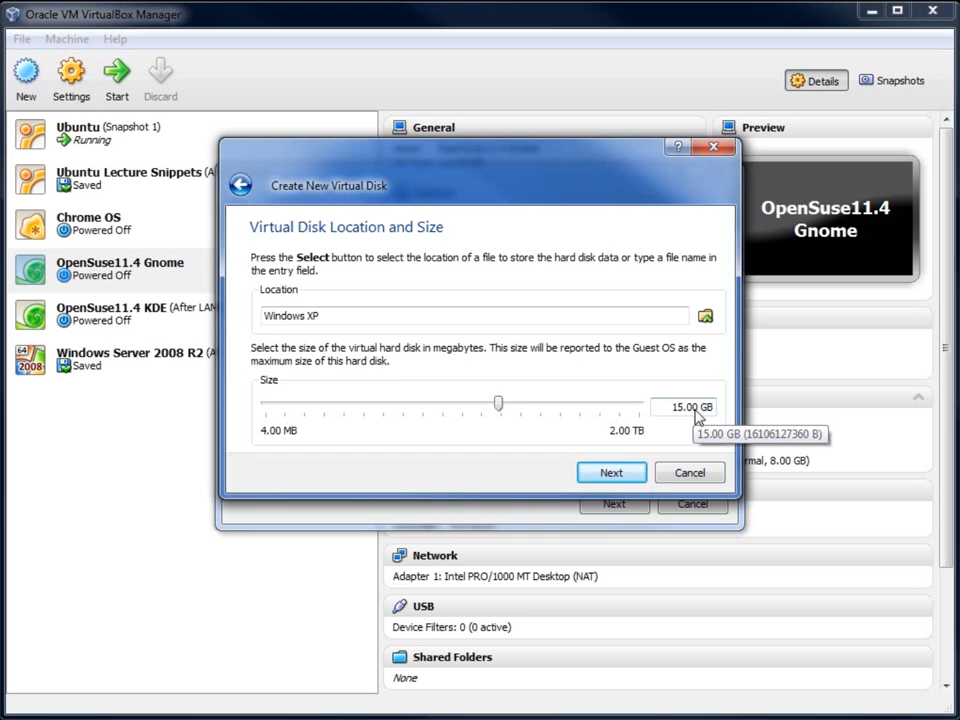 Oracle VM VirtualBox Manager
File Machine Help
New Settings Start Discard
Details Snapshots
Ubuntu (Snapshot 1)
Running
Ubuntu Lecture Snippets (A
Saved
Chrome OS
Powered Off
OpenSuse11.4 Gnome
Powered Off
OpenSuse11.4 KDE (After LAM
Powered Off
64 2008
Windows Server 2008 R2 (A
Saved
General
Preview
OpenSuse11.4
Gnome
?
Create New Virtual Disk
Virtual Disk Location and Size
Press the Select button to select the location of a file to store the hard disk data or type a file name in
the entry field.
Location
Windows XP
Select the size of the virtual hard disk in megabytes. This size will be reported to the Guest OS as the
maximum size of this hard disk.
Size
15.00 GB
4.00 MB 2.00 TB
15.00 GB (16106127360 B)
Next Cancel
rmal, 8.00 GB)
Next Cancel
Network
Adapter 1: Intel PRO/1000 MT Desktop (NAT)
USB
Device Filters: 0 (0 active)
Shared Folders
None